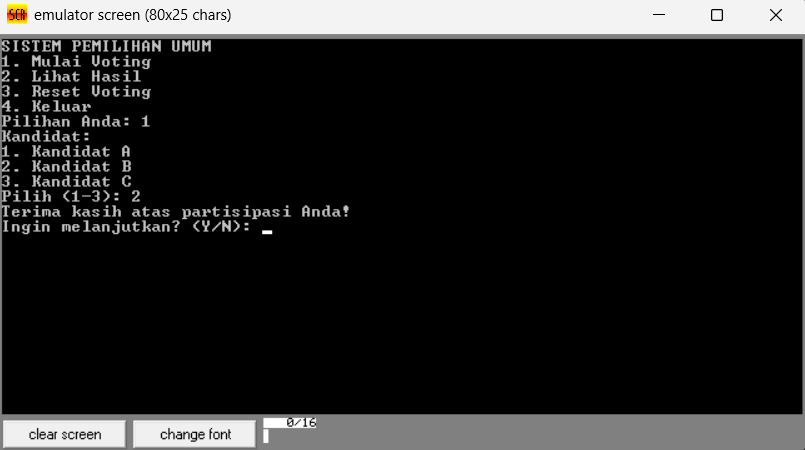 SCR emulator screen (80x25 chars)
SISTEM PEMILIHAN UMUM
1. Mulai Voting
2. Lihat Hasil
3. Reset Voting
4. Keluar
Pilihan Anda: 1
Kandidat:
1. Kandidat A
2. Kandidat B
3. Kandidat C
Pilih (1-3): 2
Terima kasih atas partisipasi Anda!
Ingin melanjutkan? (Y/N): _
clear screen
change font
0/16